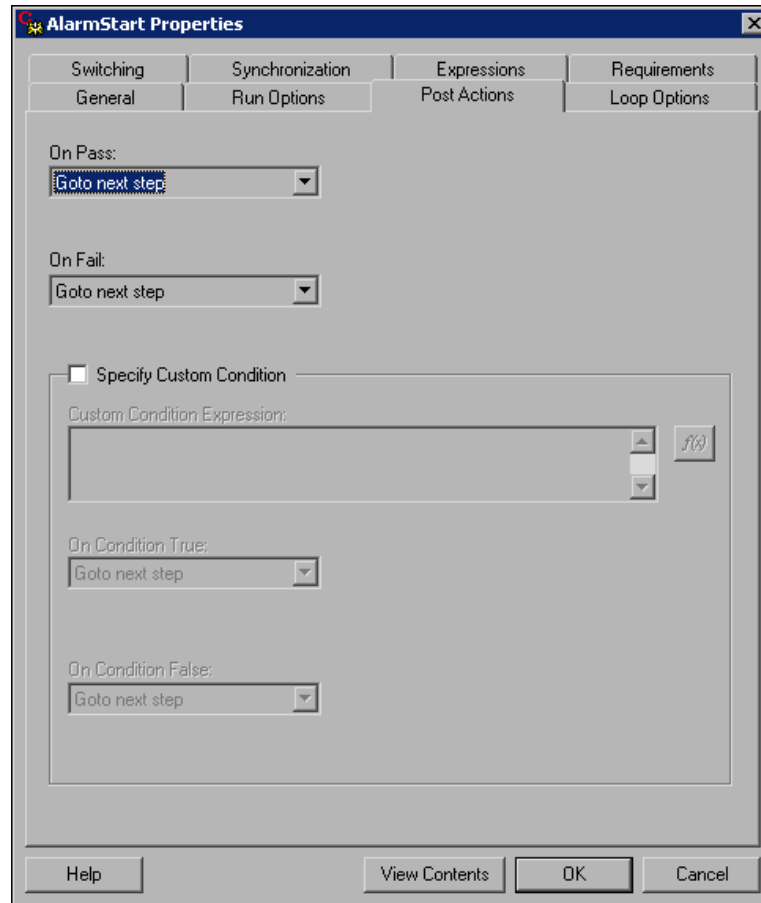 AlarmStart Properties
Switching
Synchronization
Expressions
Requirements
General
Run Options
Post Actions
Loop Options
On Pass:
Goto next step
On Fail:
Goto next step
Specify Custom Condition
Custom Condition Expression:
f(x)
On Condition True:
Goto next step
On Condition False:
Goto next step
Help
View Contents
OK
Cancel